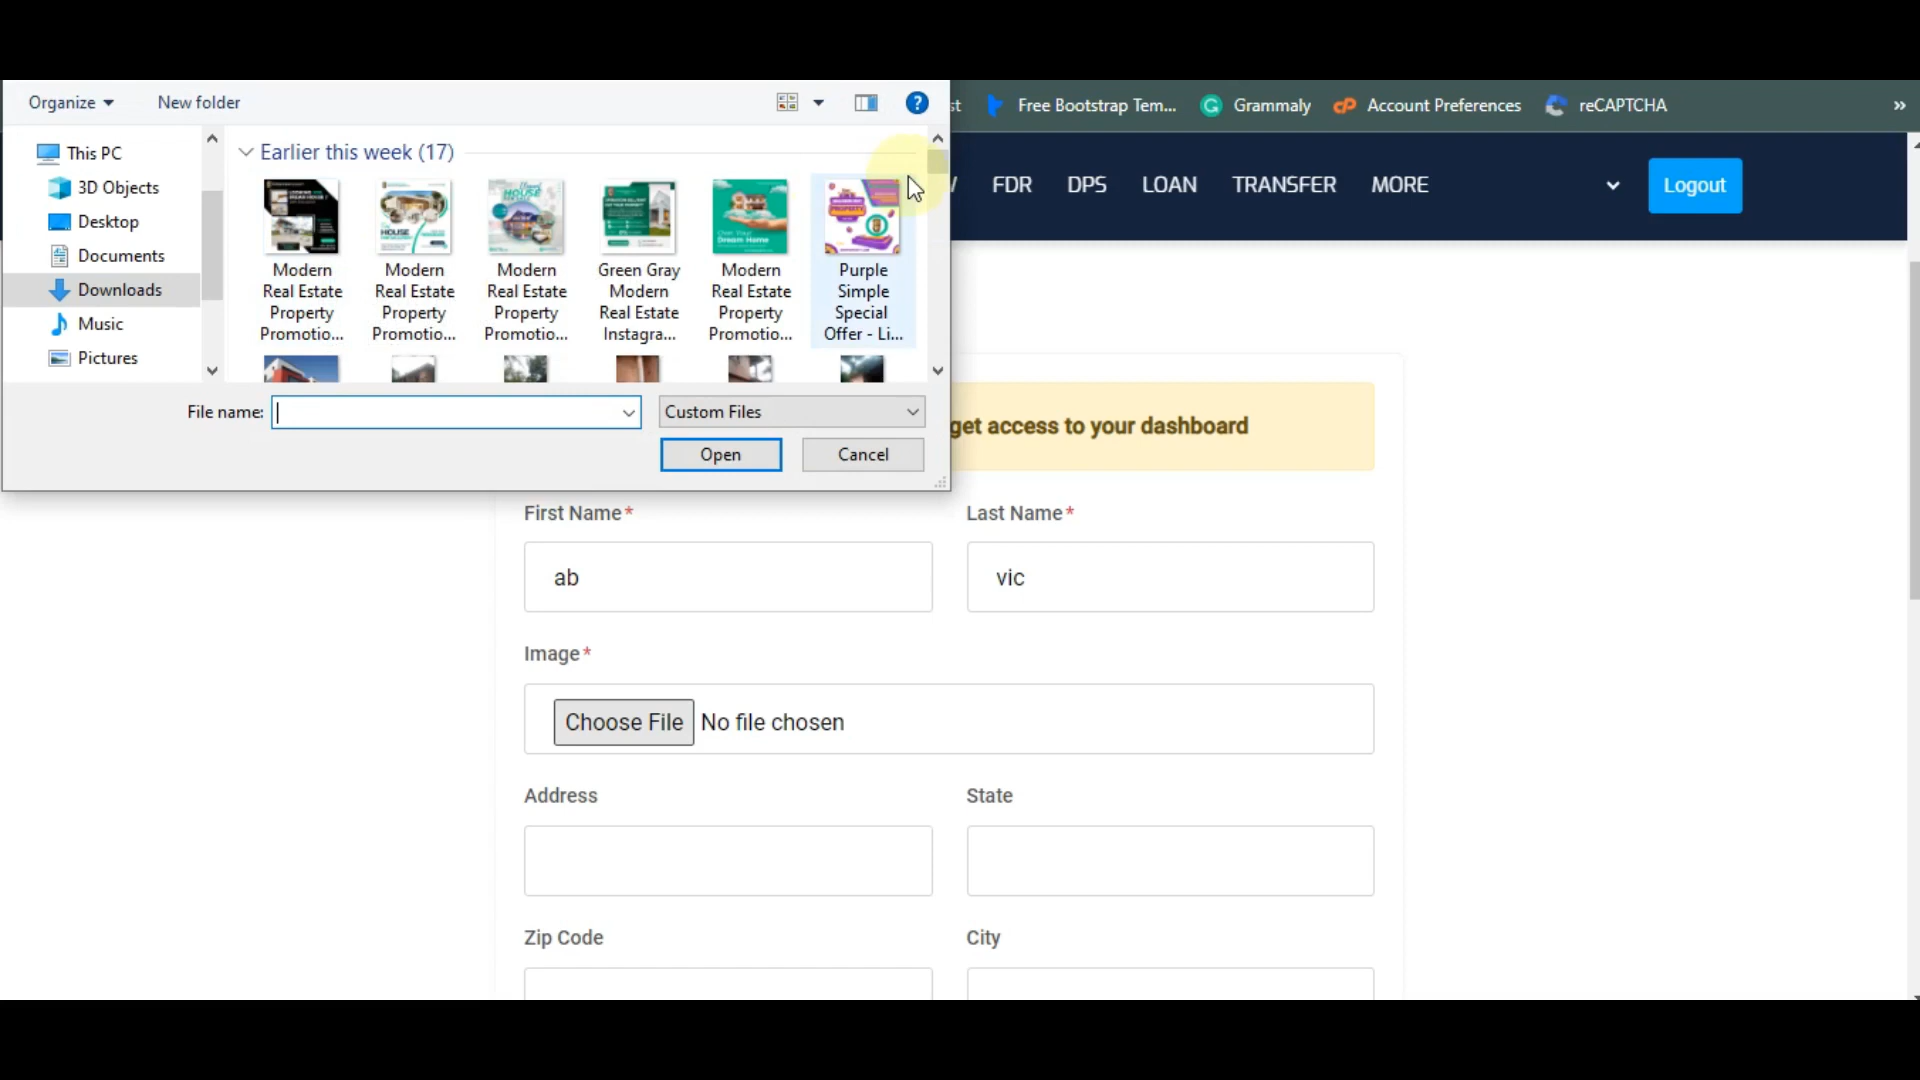 Organize
New folder
st
Free Bootstrap Tem...
Grammaly
Account Preferences
reCAPTCHA
»
This PC
3D Objects
Desktop
Documents
Downloads
Music
Pictures
Earlier this week (17)
Modern
Real Estate
Property
Promotio...
Modern
Real Estate
Property
Promotio...
Modern
Real Estate
Property
Promotio...
Green Gray
Modern
Real Estate
Instagra...
Modern
Real Estate
Property
Promotio...
Purple
Simple
Special
Offer - Li...
FDR
DPS
LOAN
TRANSFER
MORE
Logout
File name:
Custom Files
Open
Cancel
get access to your dashboard
First Name*
Last Name*
ab
vic
Image*
Choose File No file chosen
Address
State
Zip Code
City